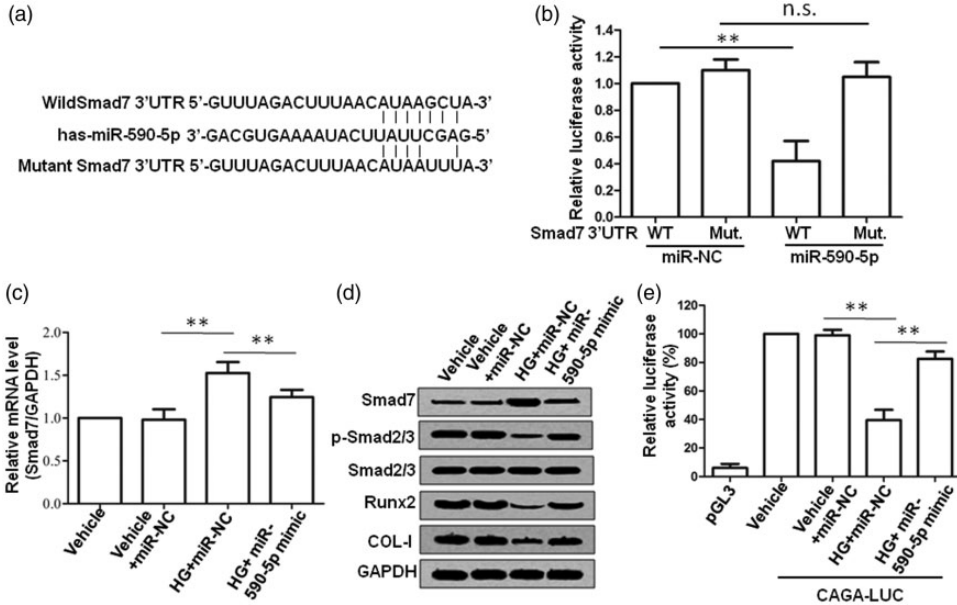 (a)
WildSmad7 3'UTR 5'-GUUUAGACUUUAACAUAAGCUA-3'
has-miR-590-5p 3'-GACGUGAAAAUACUUAUUCGAG-5'
Mutant Smad7 3'UTR 5'-GUUUAGACUUUAACAUAAUUUA-3'
(b)
Relative luciferase activity
1.4
1.2
1.0
0.8
0.6
0.4
0.2
0.0
**
n.s.
Smad7 3'UTR WT Mut. WT Mut.
miR-NC miR-590-5p
(c)
Relative mRNA level
(Smad7/GAPDH)
2.0
1.5
1.0
0.5
0.0
** **
Vehicle
Vehicle
+miR-NC
HG+miR-NC
HG+ miR-
590-5p mimic
(d)
Vehicle
Vehicle
+miR-NC
HG+miR-NC
HG+ miR-
590-5p mimic
Smad7
p-Smad2/3
Smad2/3
Runx2
COL-I
GAPDH
(e)
Relative luciferase
activity (%)
120
100
80
60
40
20
0
** **
pGL3
Vehicle
Vehicle
+miR-NC
HG+miR-NC
HG+ miR-
590-5p mimic
CAGA-LUC